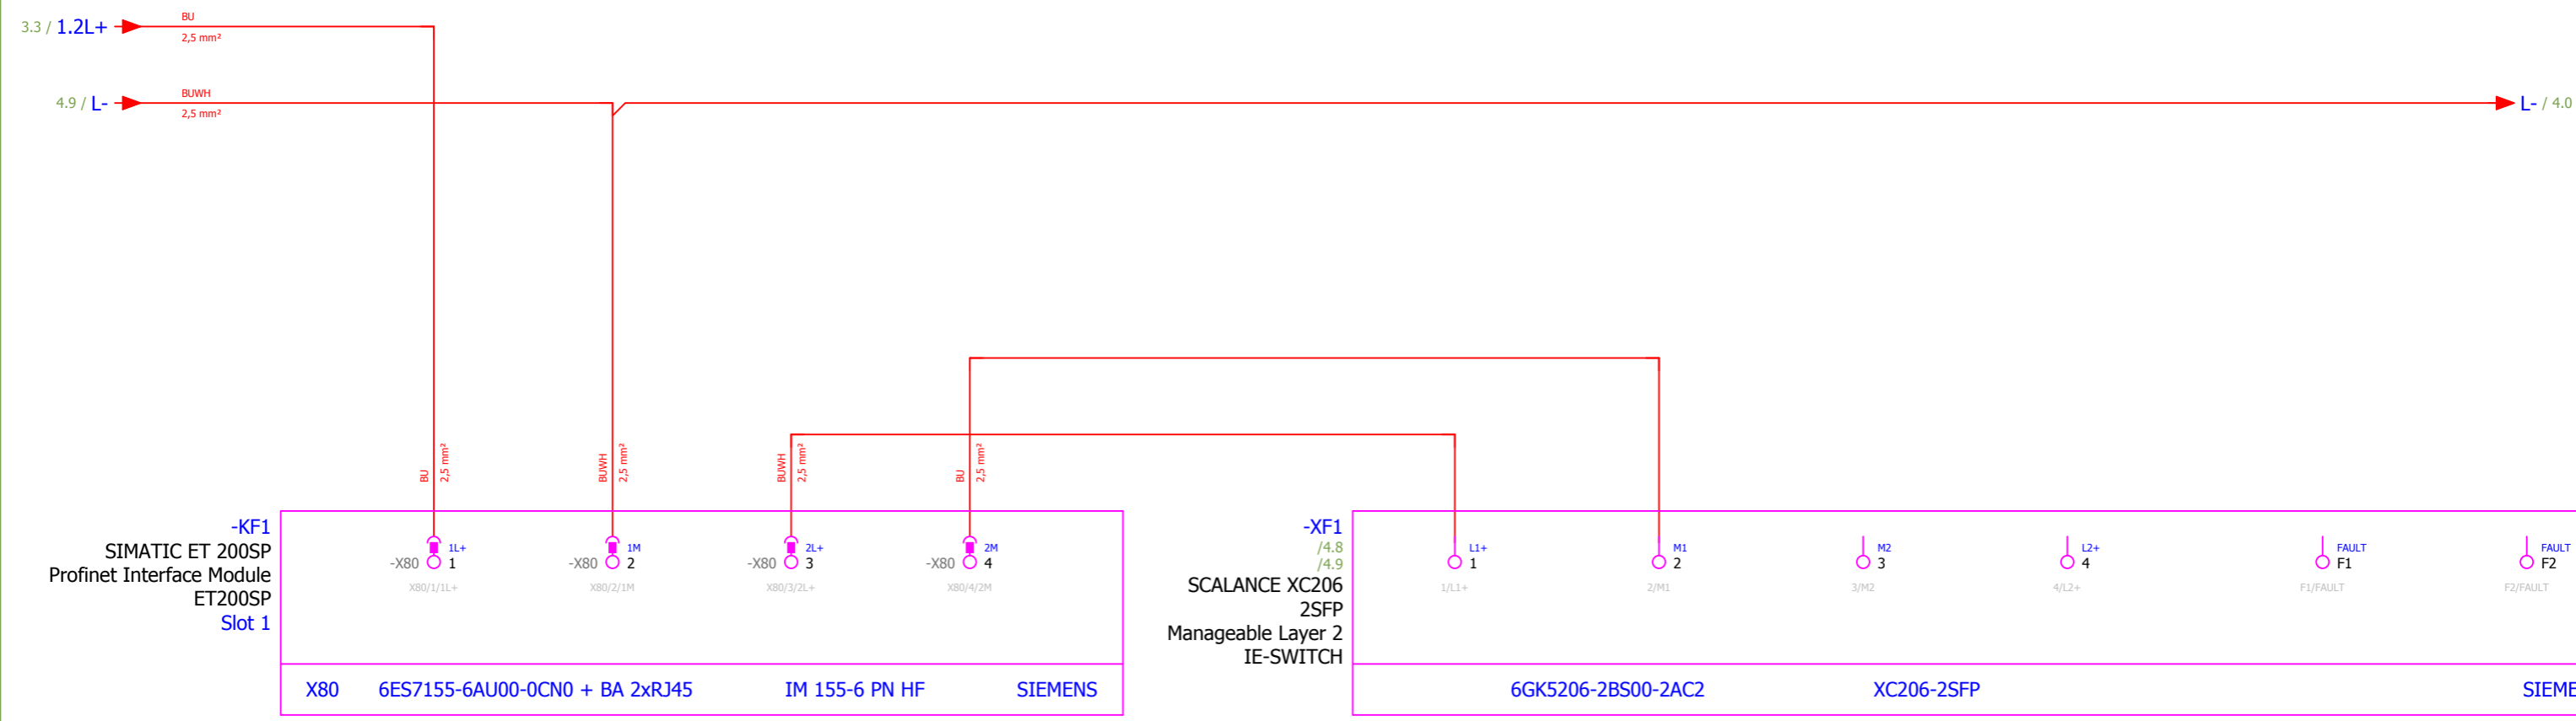 BU
3.3 / 1.2L+
2,5 mm²
BUWH
4.9 / L-
2,5 mm²
L- / 4.0
BU
2,5 mm²
BUWH
2,5 mm²
BUWH
2,5 mm²
BU
2,5 mm²
-KF1
SIMATIC ET 200SP
Profinet Interface Module
ET200SP
Slot 1
1L+
-X80 1
X80/1/1L+
1M
-X80 2
X80/2/1M
2L+
-X80 3
X80/3/2L+
2M
-X80 4
X80/4/2M
X80 6ES7155-6AU00-0CN0 + BA 2xRJ45 IM 155-6 PN HF SIEMENS
-XF1
/4.8
/4.9
SCALANCE XC206
2SFP
Manageable Layer 2
IE-SWITCH
L1+
1
1/L1+
M1
2
2/M1
M2
3
3/M2
L2+
4
4/L2+
FAULT
F1
F1/FAULT
FAULT
F2
F2/FAULT
6GK5206-2BS00-2AC2 XC206-2SFP SIEME